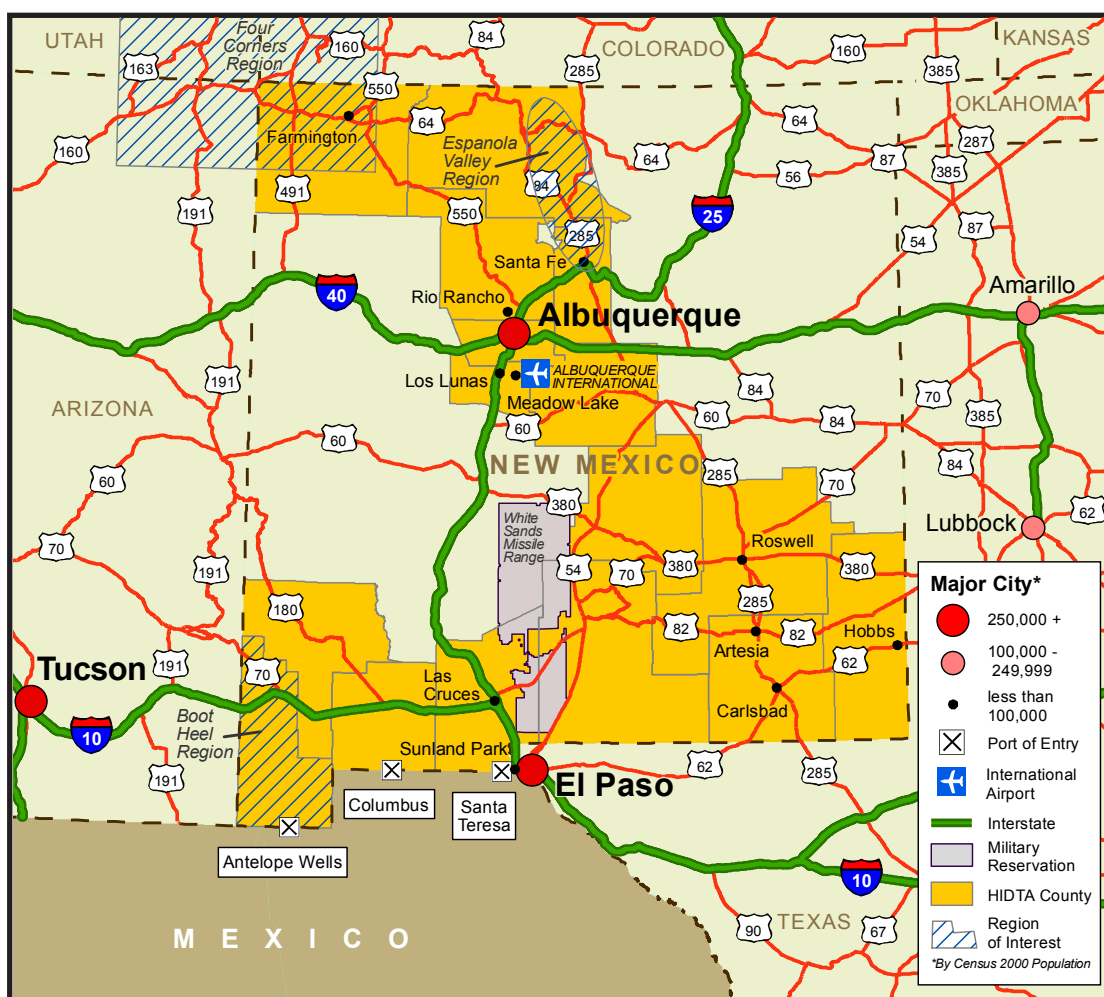 UTAH
Four
Corners
Region
160
84
COLORADO
285
160
KANSAS
385
163
550
OKLAHOMA
Farmington
64
Espanola
Valley
Region
64
64
287
87
160
491
191
550
84
56
385
285
25
54
87
Santa Fe
40
Rio Rancho
Albuquerque
Amarillo
Los Lunas
ALBUQUERQUE
INTERNATIONAL
Meadow Lake
191
84
70
385
ARIZONA
60
60
60
84
NEW MEXICO
285
70
84
60
380
62
White
Sands
Missile
Range
Lubbock
70
191
54
70
380
Roswell
380
180
285
82
Artesia
82
Hobbs
62
191
70
Tucson
Las
Cruces
Carlsbad
10
Boot
Heel
Region
Sunland Park
62
285
191
El Paso
Columbus
Santa
Teresa
Antelope Wells
10
MEXICO
TEXAS
90
67
Major City*
250,000 +
100,000 -
249,999
less than
100,000
Port of Entry
International
Airport
Interstate
Military
Reservation
HIDTA County
Region
of Interest
*By Census 2000 Population